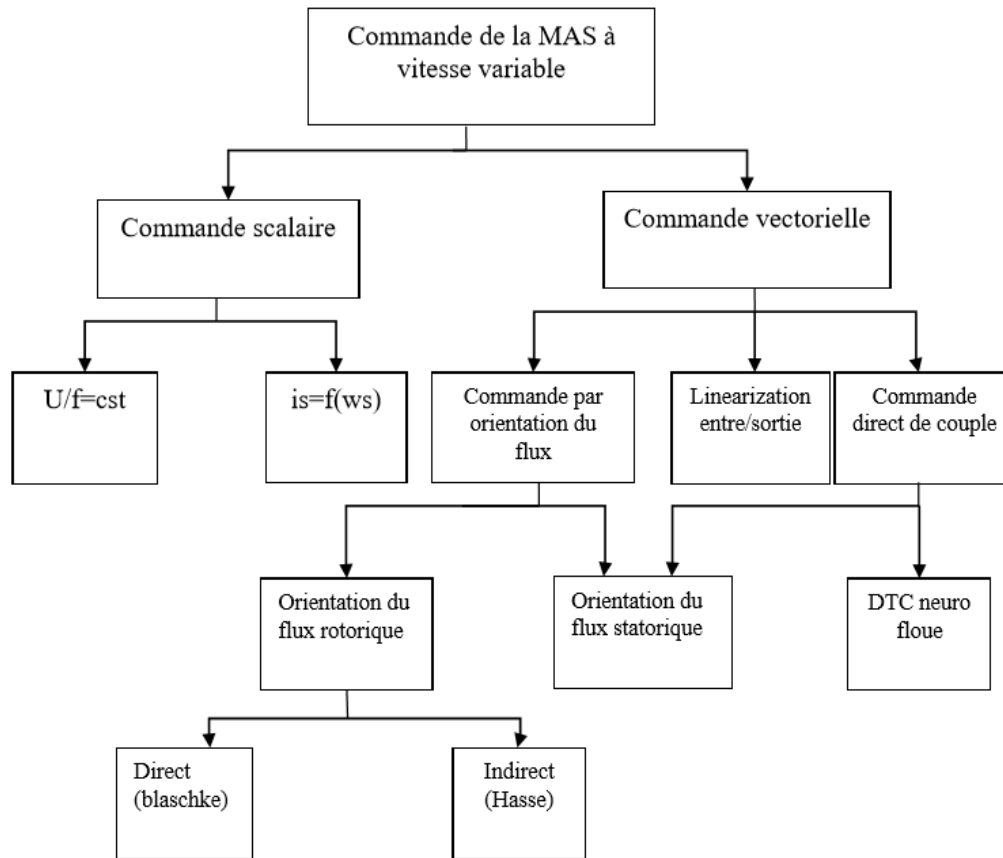 Commande de la MAS à
vitesse variable
Commande scalaire
Commande vectorielle
U/f=cst
is=f(ws)
Commande par
orientation du
flux
Linearization
entre/sortie
Commande
direct de couple
Orientation du
flux rotorique
Orientation du
flux statorique
DTC neuro
floue
Direct
(blaschke)
Indirect
(Hasse)